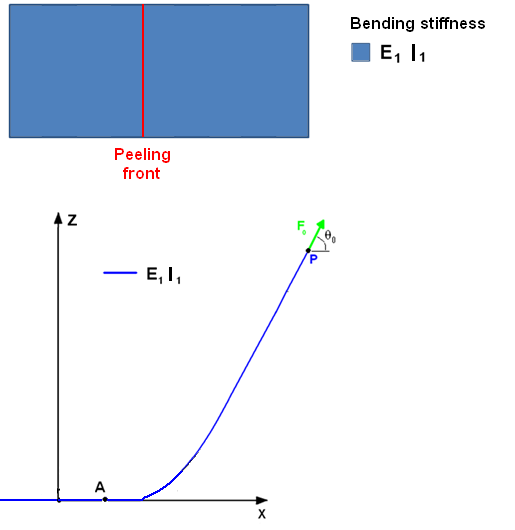 Bending stiffness
E₁ I₁
Peeling
front
Z
F₀
θ₀
P
E₁ I₁
A
X